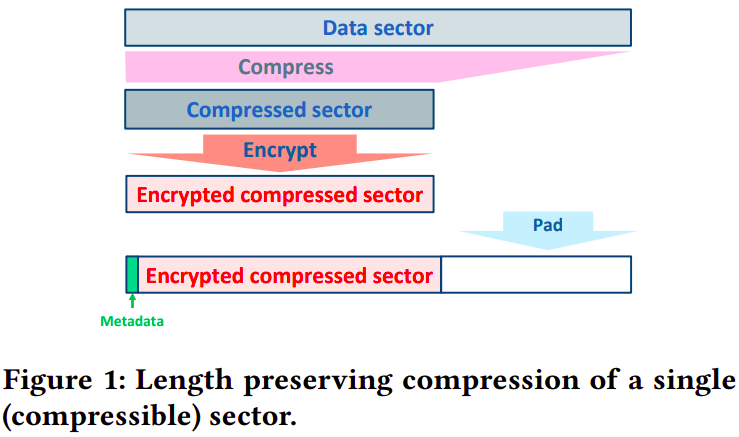 Data sector
Compress
Compressed sector
Encrypt
Encrypted compressed sector
Pad
Encrypted compressed sector
Metadata
Figure 1: Length preserving compression of a single
(compressible) sector.